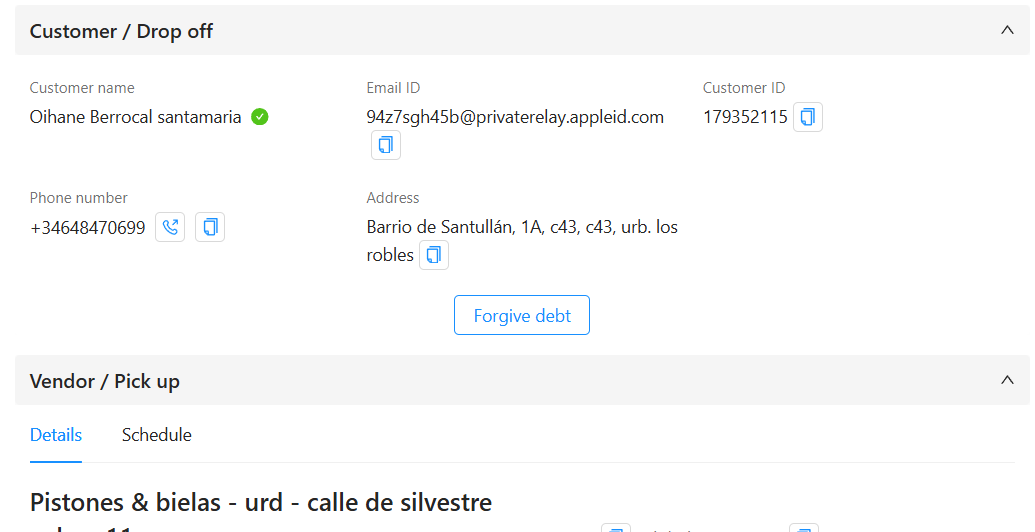 Customer / Drop off
Customer name
Email ID
Customer ID
Oihane Berrocal santamaria
94z7sgh45b@privaterelay.appleid.com
179352115
Phone number
Address
+34648470699
Barrio de Santullán, 1A, c43, c43, urb. los
robles
Forgive debt
Vendor / Pick up
Details
Schedule
Pistones & bielas - urd - calle de silvestre